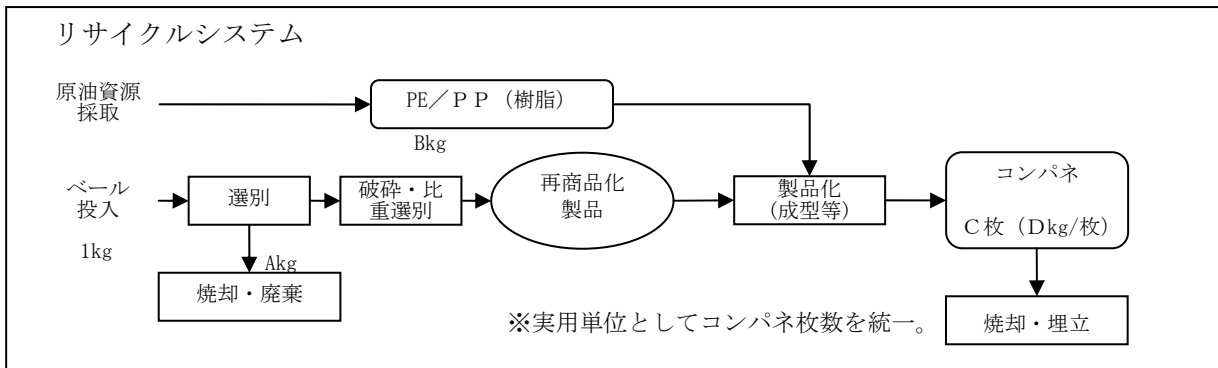 リサイクルシステム
原油資源
採取
PE/PP(樹脂)
Bkg
ベール
投入
1kg
選別
破砕・比
重選別
再商品化
製品
製品化
(成型等)
コンパネ
C枚(Dkg/枚)
Akg
焼却・廃棄
※実用単位としてコンパネ枚数を統一。
焼却・埋立